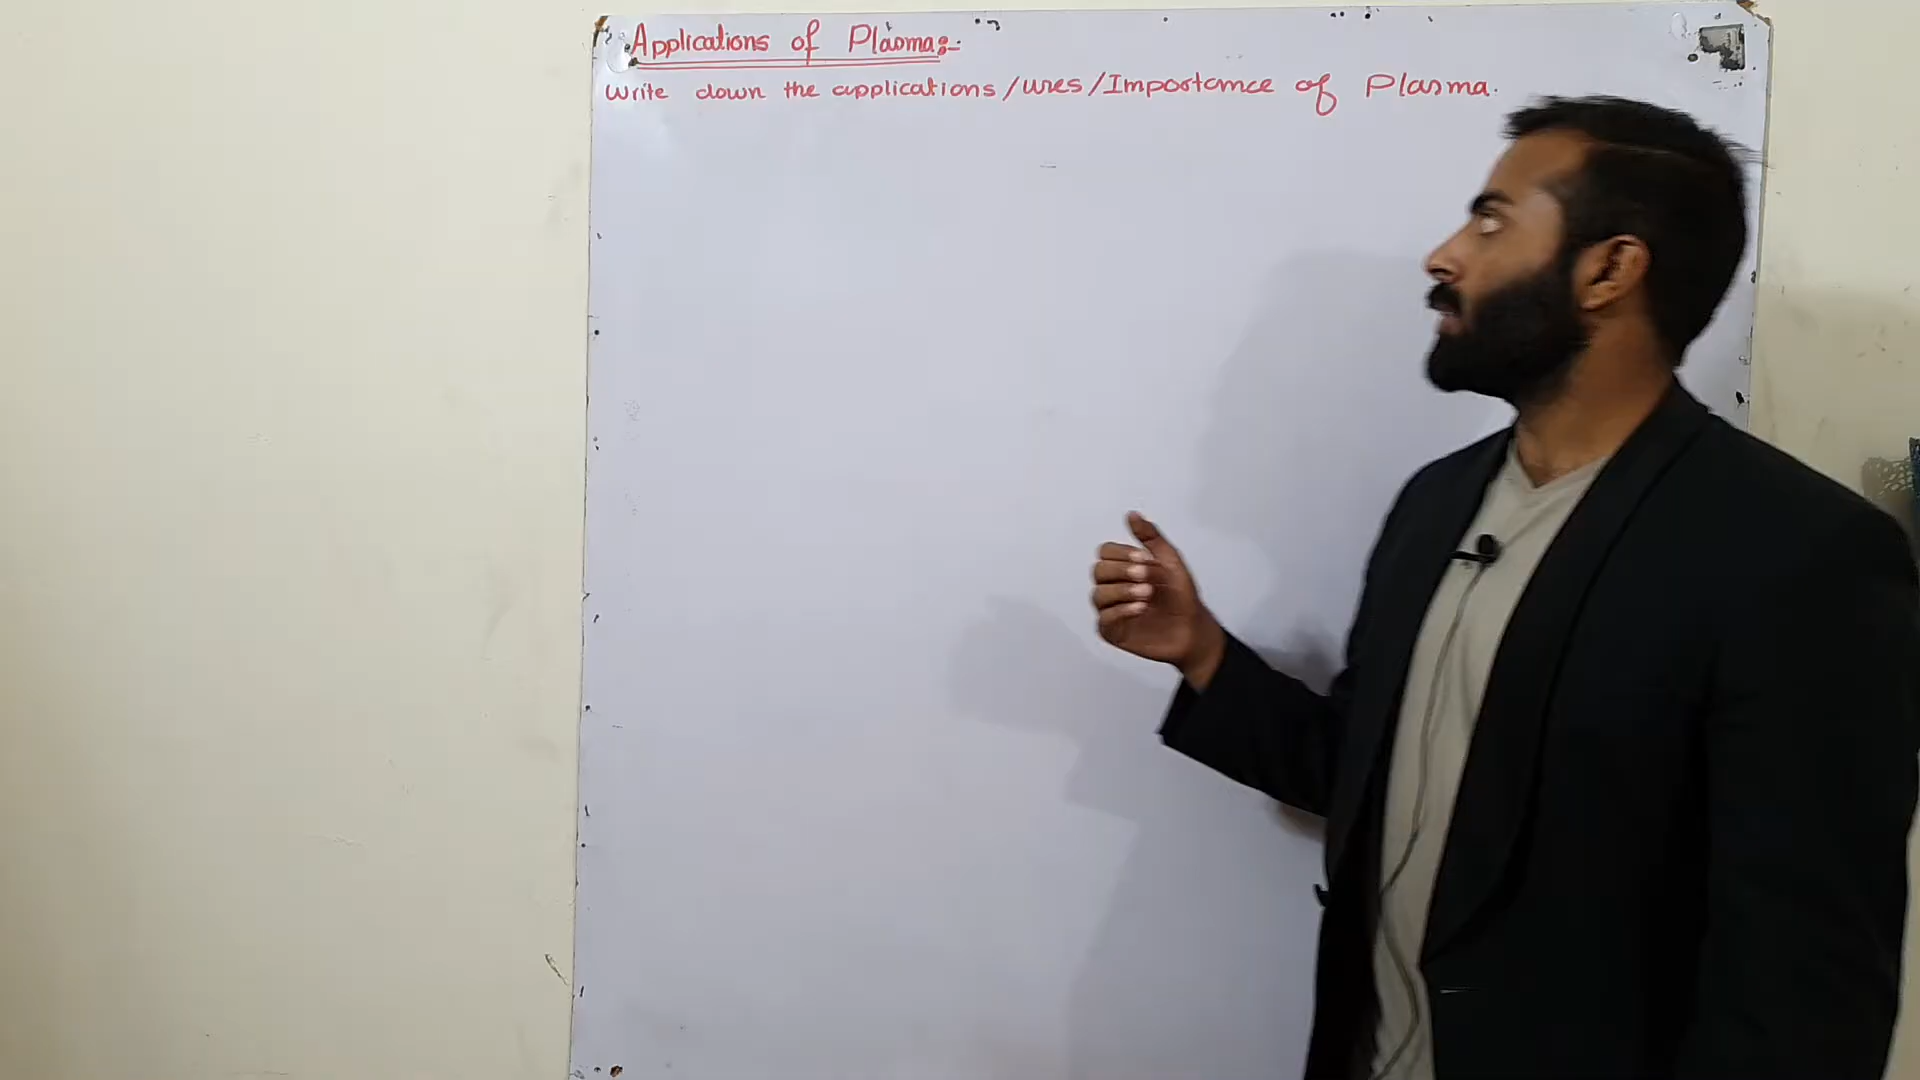 Applications of Plasma:-
Write down the applications/uses/Importance of Plasma.